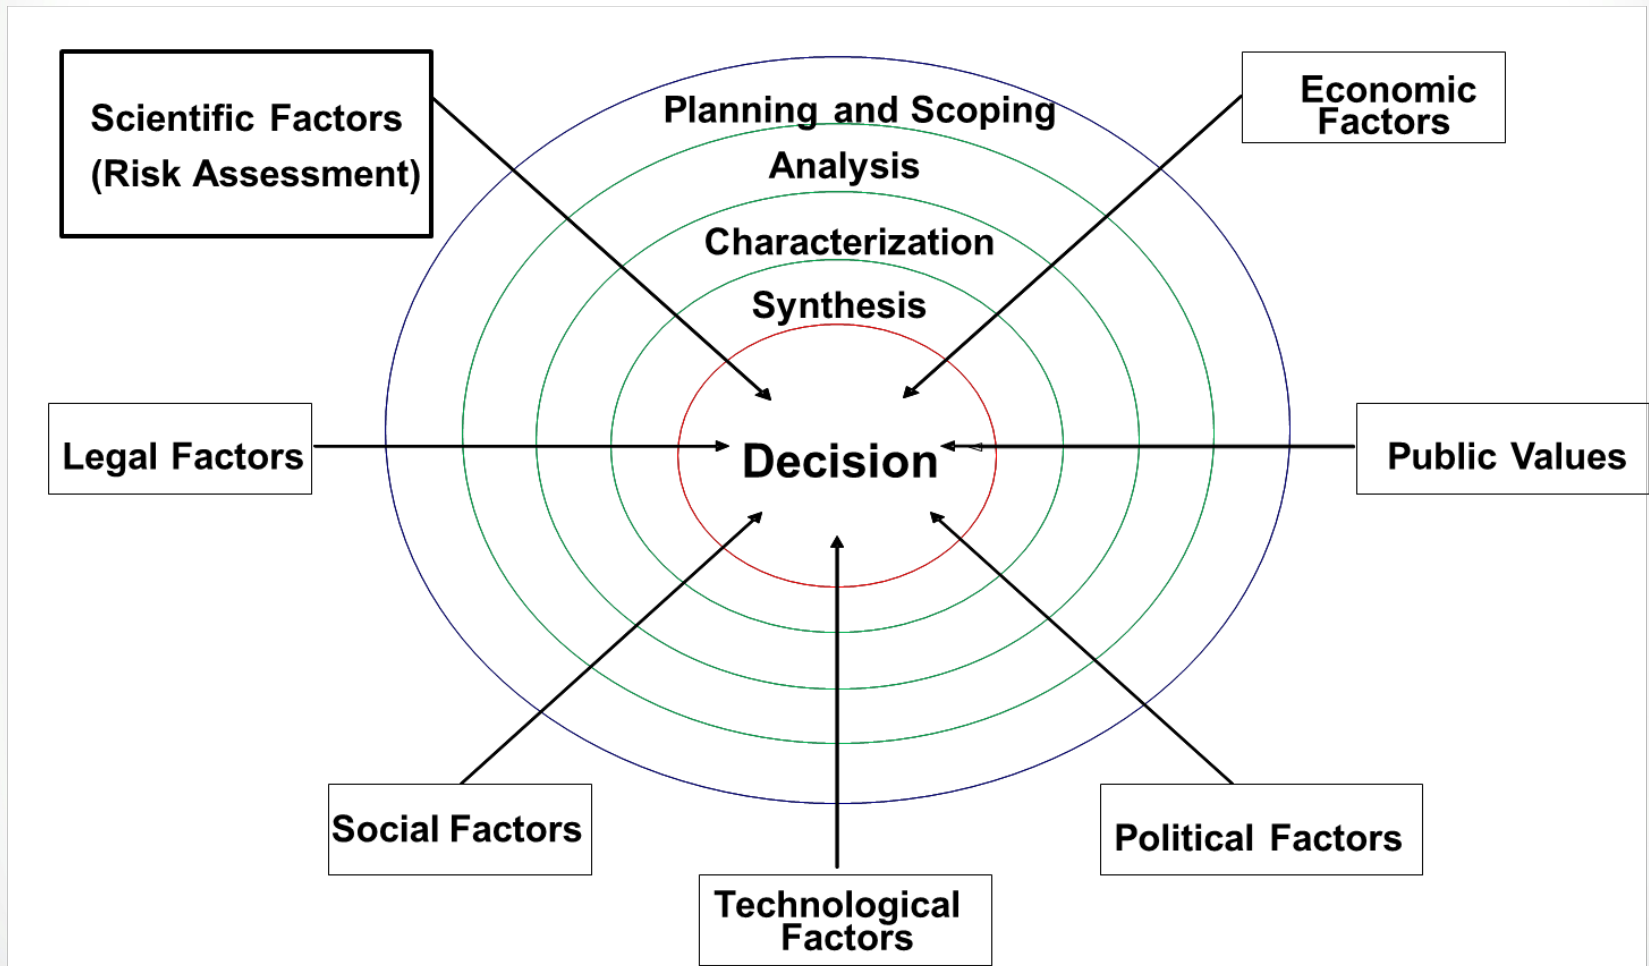 Scientific Factors
(Risk Assessment)
Economic
Factors
Planning and Scoping
Analysis
Characterization
Synthesis
Legal Factors
Decision
Public Values
Social Factors
Technological
Factors
Political Factors